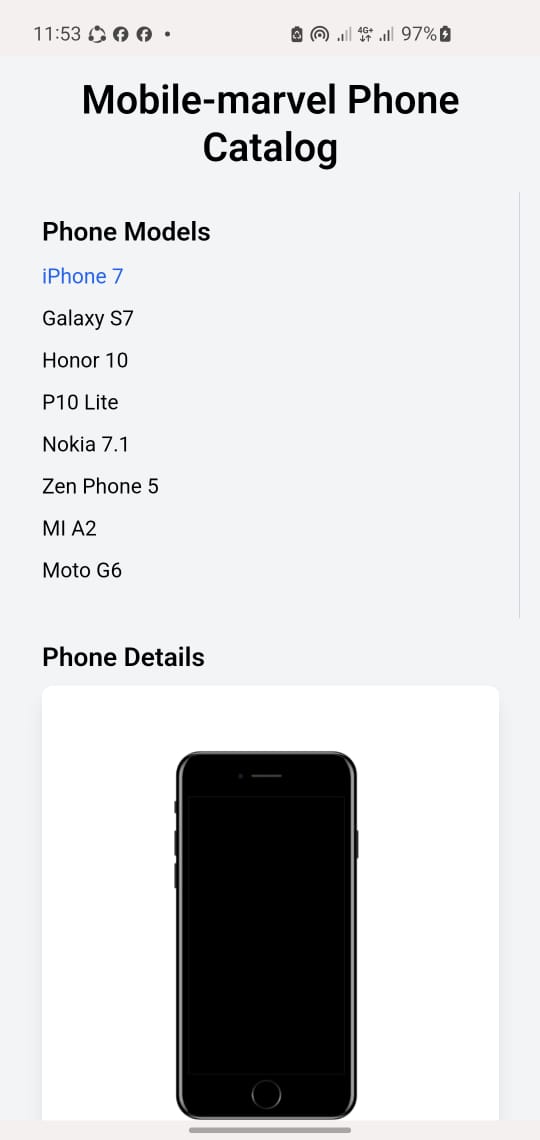 11:53
4G+
97%
Mobile-marvel Phone
Catalog
Phone Models
iPhone 7
Galaxy S7
Honor 10
P10 Lite
Nokia 7.1
Zen Phone 5
MI A2
Moto G6
Phone Details